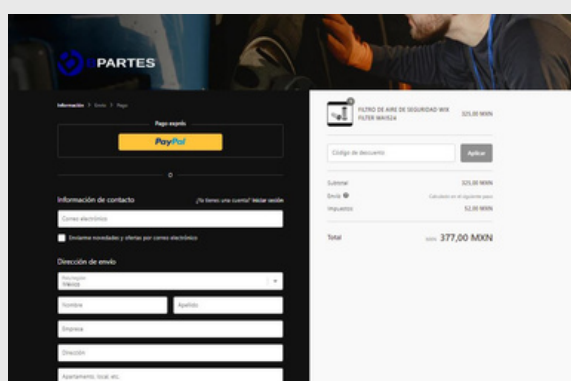 PARTES
Información > Envío > Pago
Pago exprés
PayPal
O
Información de contacto
¿Ya tienes una cuenta? Iniciar sesión
Correo electrónico
Enviarme novedades y ofertas por correo electrónico
Dirección de envío
País/Región
México
Nombre
Apellido
Empresa
Dirección
Apartamento, local, etc.
FILTRO DE AIRE DE SEGURIDAD WIX
FILTER WA10524
325,00 MXN
Código de descuento
Aplicar
Subtotal
325,00 MXN
Envío
Calculado en el siguiente paso
Impuestos
52,00 MXN
Total
MXN 377,00 MXN